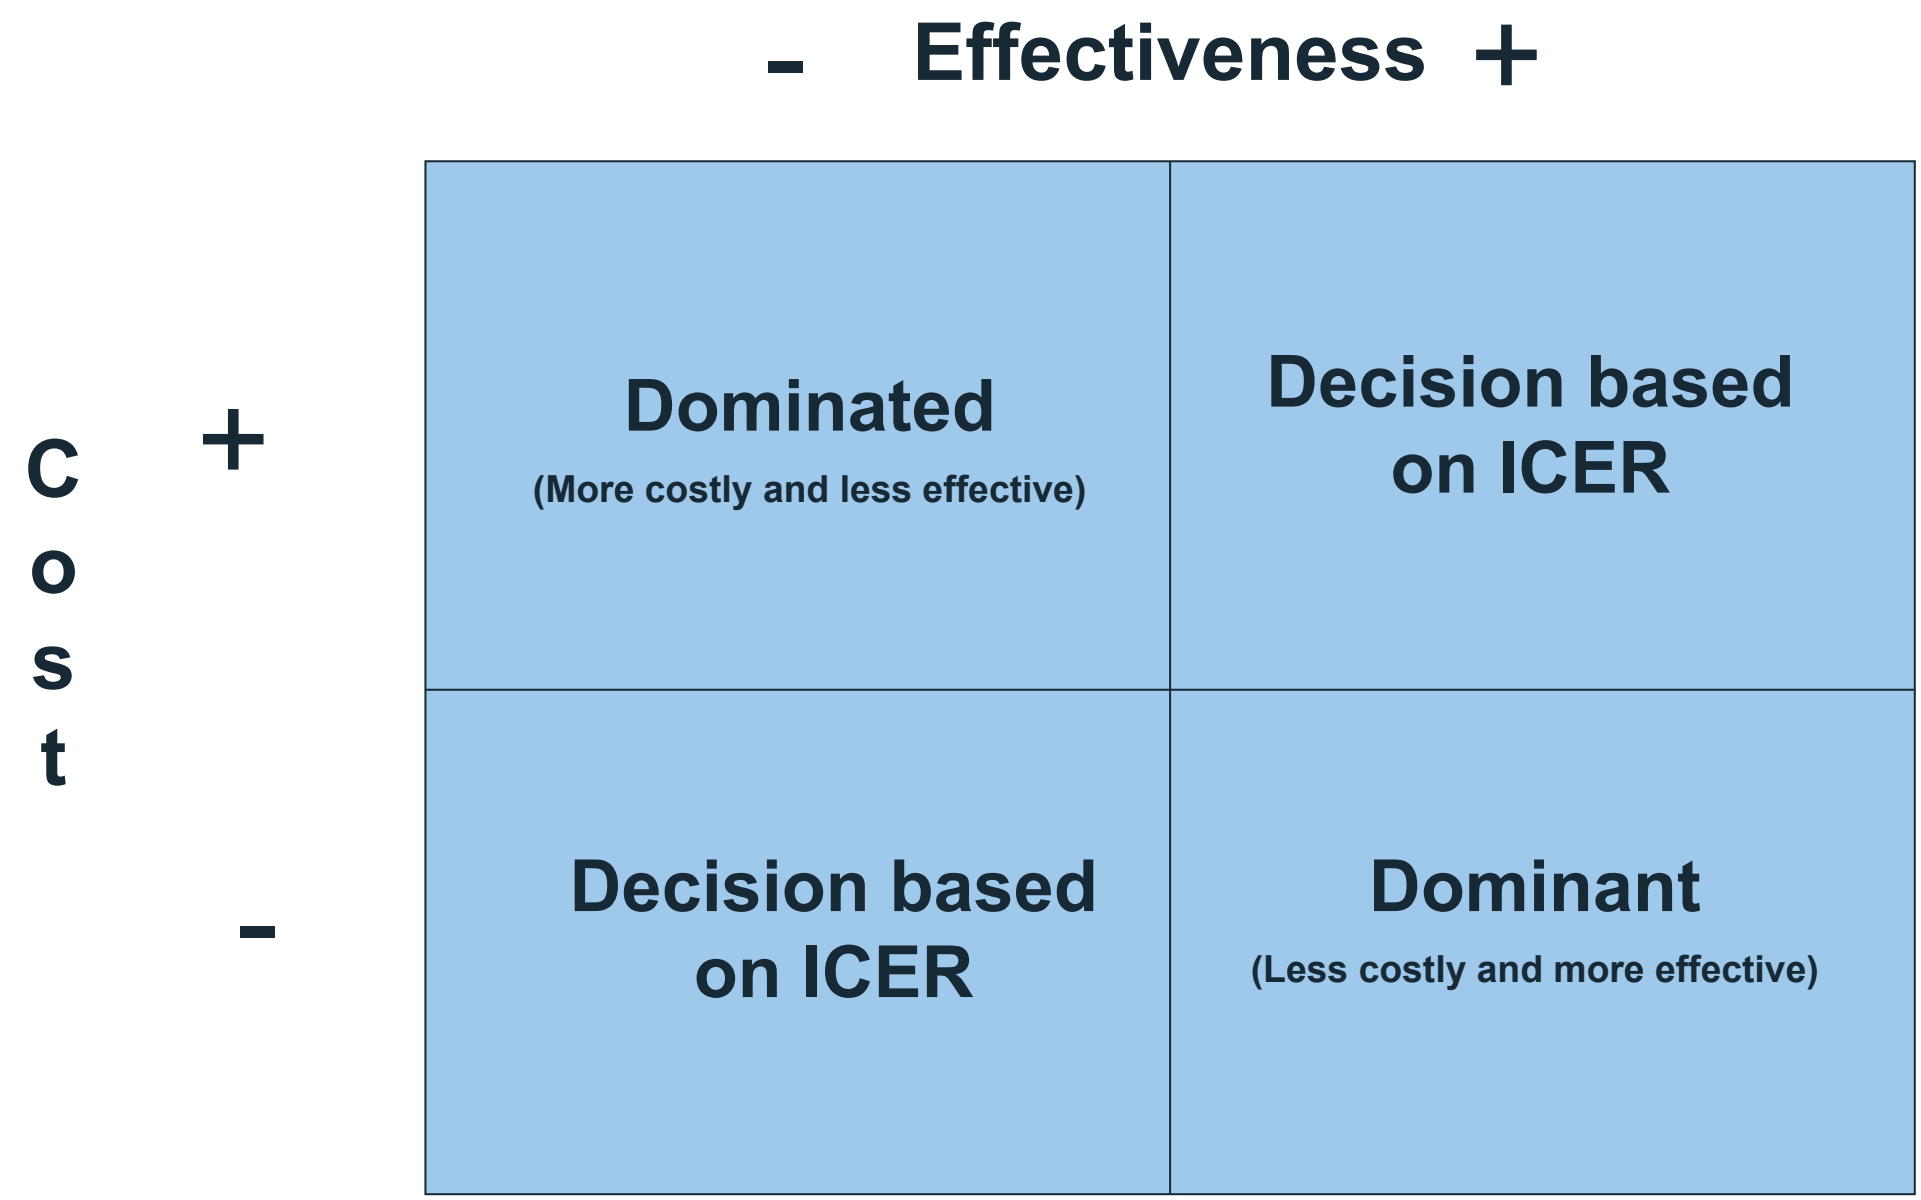 - Effectiveness +
Dominated
(More costly and less effective)
Decision based
on ICER
Cost
+
-
Decision based
on ICER
Dominant
(Less costly and more effective)